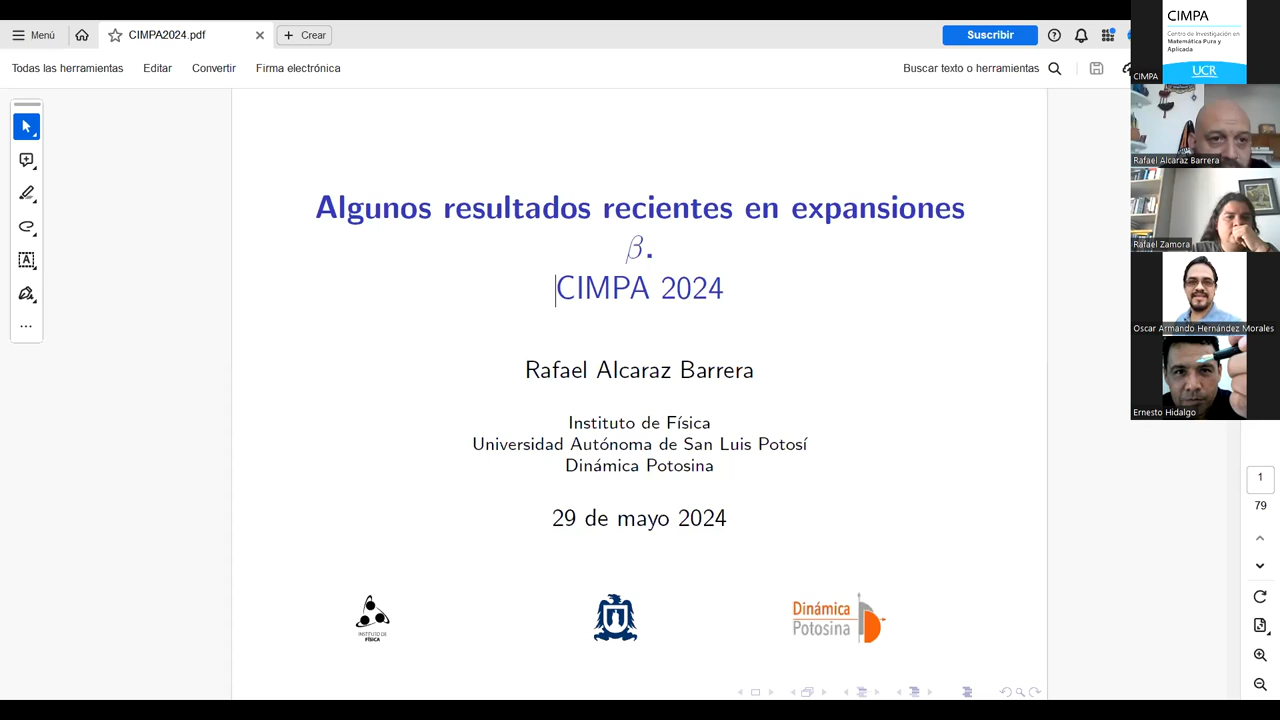 Menú
CIMPA2024.pdf
Crear
Suscribir
Todas las herramientas
Editar
Convertir
Firma electrónica
Buscar texto o herramientas
Algunos resultados recientes en expansiones
β.
CIMPA 2024
Rafael Alcaraz Barrera
Instituto de Física
Universidad Autónoma de San Luis Potosí
Dinámica Potosina
29 de mayo 2024
INSTITUTO DE
FÍSICA
Dinámica
Potosina
CIMPA
Centro de Investigación en
Matemática Pura y
Aplicada
UCR
CIMPA
Rafael Alcaraz Barrera
Rafael Zamora
Oscar Armando Hernández Morales
Ernesto Hidalgo
1
79